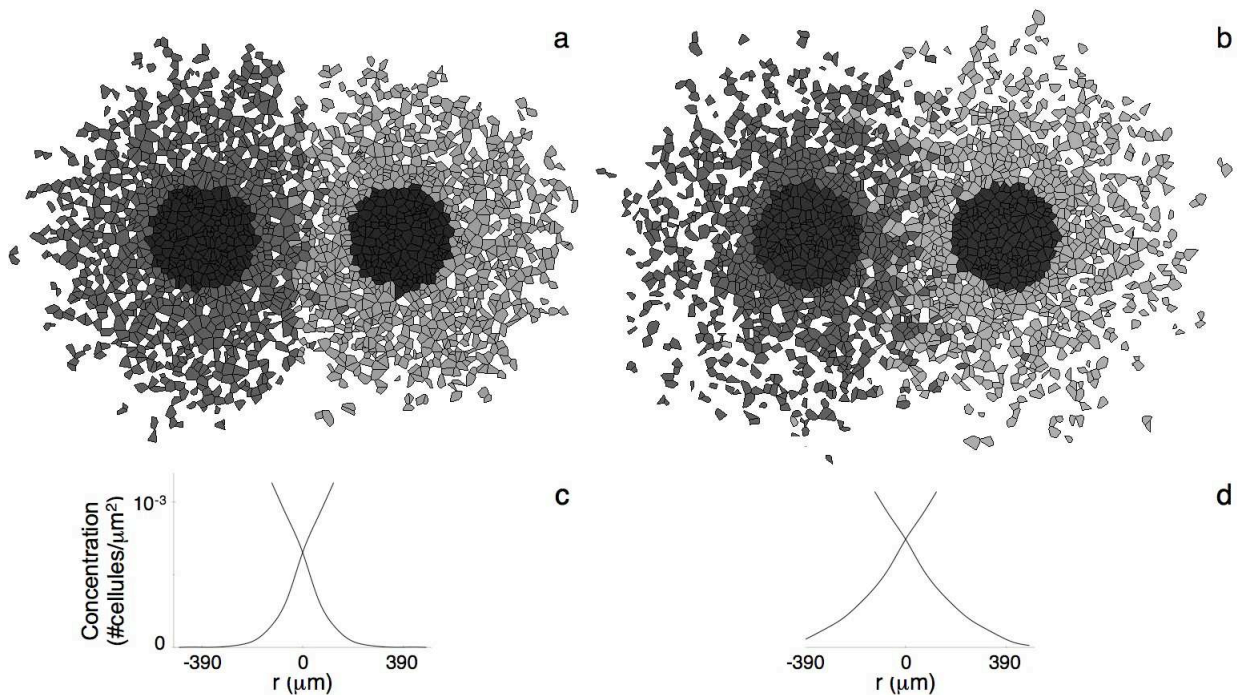 a
b
c
d
Concentration
(#cellules/μm²)
10⁻³
0
-390
0
390
r (μm)
-390
0
390
r (μm)